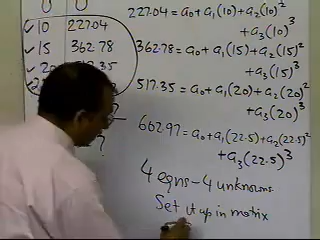 0 0
10 227.04
15 362.78
20 517.35
227.04 = a₀ + a₁(10) + a₂(10)²
+ a₃(10)³
362.78 = a₀ + a₁(15) + a₂(15)²
+ a₃(15)³
517.35 = a₀ + a₁(20) + a₂(20)²
+ a₃(20)³
662.97 = a₀ + a₁(22.5) + a₂(22.5)²
+ a₃(22.5)³
?
4 eqns - 4 unknowns
Set it up in matrix